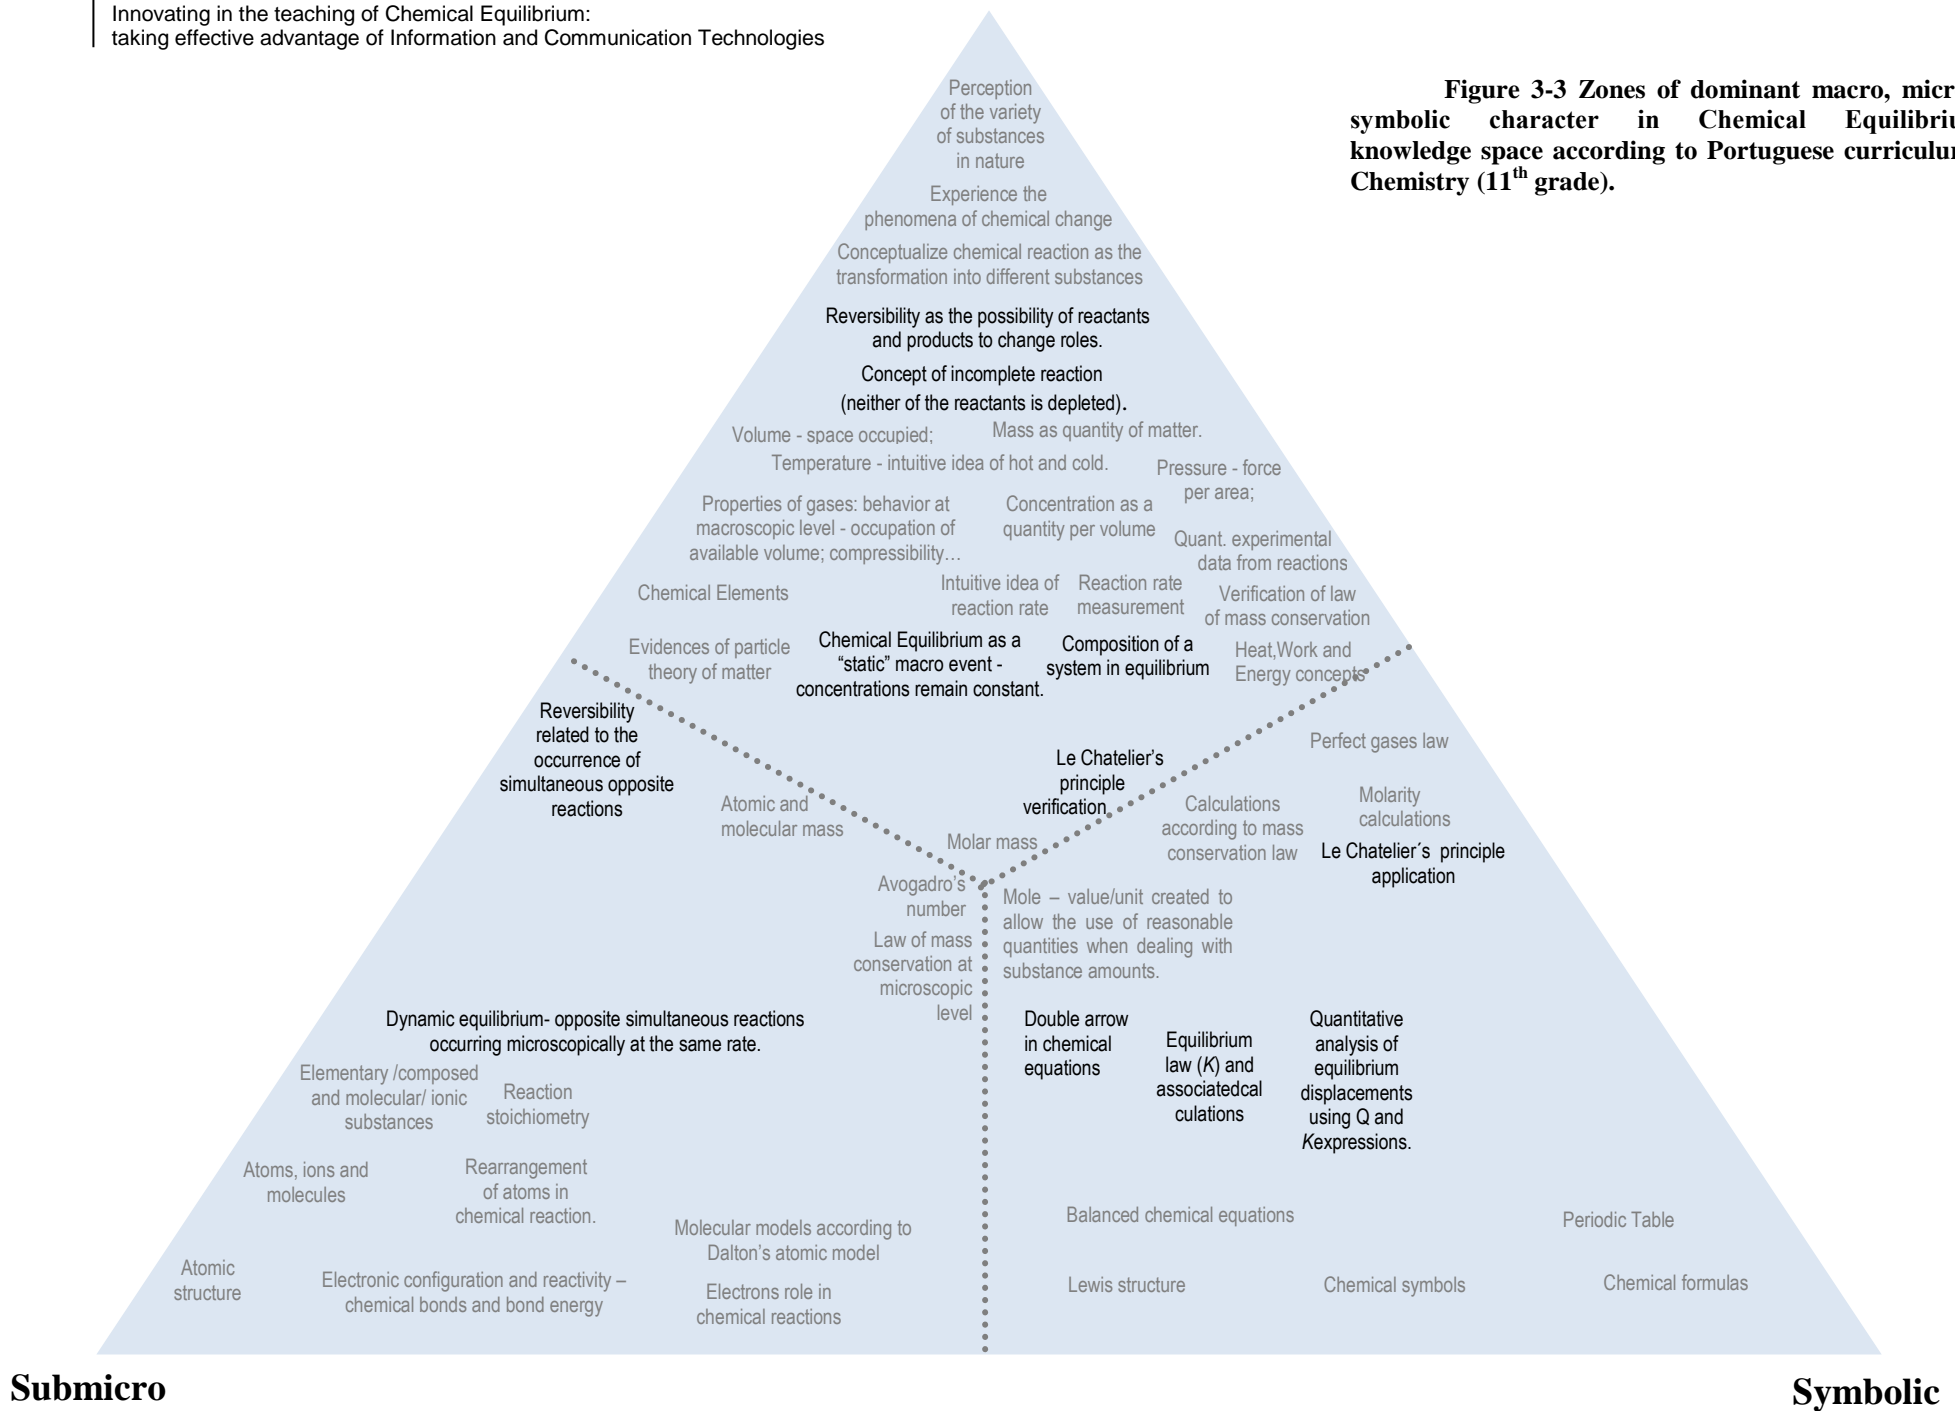 Innovating in the teaching of Chemical Equilibrium:
taking effective advantage of Information and Communication Technologies
Figure 3-3 Zones of dominant macro, micr
symbolic character in Chemical Equilibriu
knowledge space according to Portuguese curriculu
Chemistry (11th grade).
Perception
of the variety
of substances
in nature
Experience the
phenomena of chemical change
Conceptualize chemical reaction as the
transformation into different substances
Reversibility as the possibility of reactants
and products to change roles.
Concept of incomplete reaction
(neither of the reactants is depleted).
Volume - space occupied;
Mass as quantity of matter.
Temperature - intuitive idea of hot and cold.
Pressure - force
per area;
Properties of gases: behavior at
macroscopic level - occupation of
available volume; compressibility…
Concentration as a
quantity per volume
Quant. experimental
data from reactions
Chemical Elements
Intuitive idea of
reaction rate
Reaction rate
measurement
Verification of law
of mass conservation
Evidences of particle
theory of matter
Chemical Equilibrium as a
“static” macro event -
concentrations remain constant.
Composition of a
system in equilibrium
Heat,Work and
Energy concepts
Reversibility
related to the
occurrence of
simultaneous opposite
reactions
Atomic and
molecular mass
Le Chatelier’s
principle
verification
Molar mass
Perfect gases law
Calculations
according to mass
conservation law
Molarity
calculations
Le Chatelier´s principle
application
Avogadro’s
number
Law of mass
conservation at
microscopic
level
Mole – value/unit created to
allow the use of reasonable
quantities when dealing with
substance amounts.
Dynamic equilibrium- opposite simultaneous reactions
occurring microscopically at the same rate.
Double arrow
in chemical
equations
Equilibrium
law (K) and
associatedcal
culations
Quantitative
analysis of
equilibrium
displacements
using Q and
Kexpressions.
Elementary /composed
and molecular/ ionic
substances
Reaction
stoichiometry
Atoms, ions and
molecules
Rearrangement
of atoms in
chemical reaction.
Molecular models according to
Dalton’s atomic model
Balanced chemical equations
Periodic Table
Atomic
structure
Electronic configuration and reactivity –
chemical bonds and bond energy
Electrons role in
chemical reactions
Lewis structure
Chemical symbols
Chemical formulas
Submicro
Symbolic